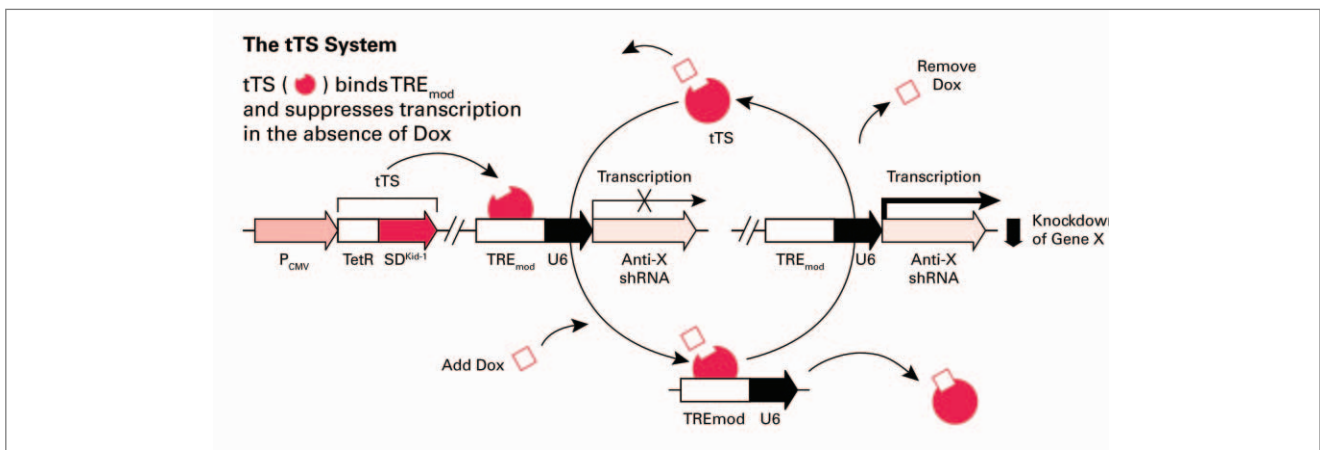 The tTS System
tTS ( ) binds TREmod
and suppresses transcription
in the absence of Dox
Remove
Dox
tTS
tTS
Transcription
Transcription
Knockdown
of Gene X
PCMV
TetR
SDKid-1
TREmod
U6
Anti-X
shRNA
TREmod
U6
Anti-X
shRNA
Add Dox
TREmod
U6